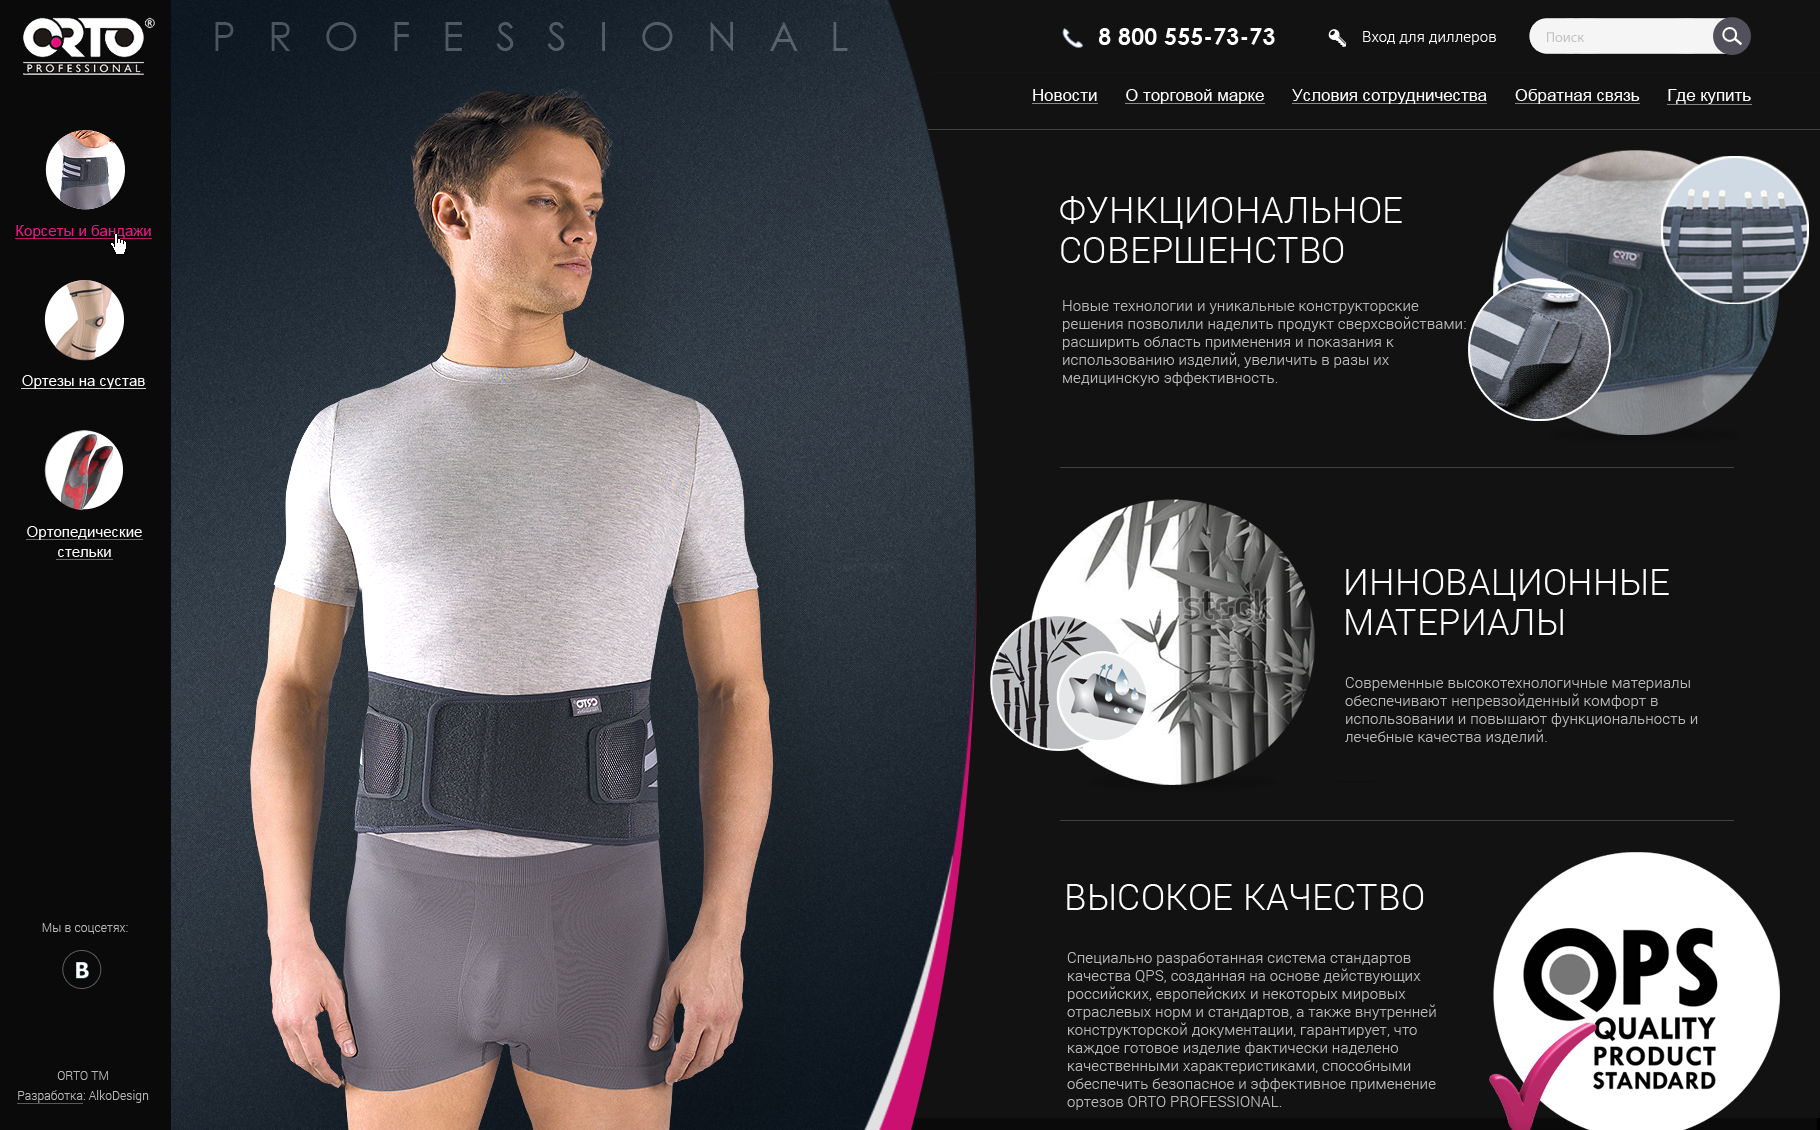 ORTO®
PROFESSIONAL
PROFESSIONAL
8 800 555-73-73
Вход для диллеров
Поиск
Новости
О торговой марке
Условия сотрудничества
Обратная связь
Где купить
Корсеты и бандажи
Ортезы на сустав
Ортопедические
стельки
Мы в соцсетях:
B
ORTO TM
Разработка: AlkoDesign
ORTO
ФУНКЦИОНАЛЬНОЕ
СОВЕРШЕНСТВО
Новые технологии и уникальные конструкторские
решения позволили наделить продукт сверхсвойствами:
расширить область применения и показания к
использованию изделий, увеличить в разы их
медицинскую эффективность.
ORTO
ORTO
ИННОВАЦИОННЫЕ
МАТЕРИАЛЫ
Современные высокотехнологичные материалы
обеспечивают непревзойденный комфорт в
использовании и повышают функциональность и
лечебные качества изделий.
ВЫСОКОЕ КАЧЕСТВО
Специально разработанная система стандартов
качества QPS, созданная на основе действующих
российских, европейских и некоторых мировых
отраслевых норм и стандартов, а также внутренней
конструкторской документации, гарантирует, что
каждое готовое изделие фактически наделено
качественными характеристиками, способными
обеспечить безопасное и эффективное применение
ортезов ORTO PROFESSIONAL.
QPS
QUALITY
PRODUCT
STANDARD